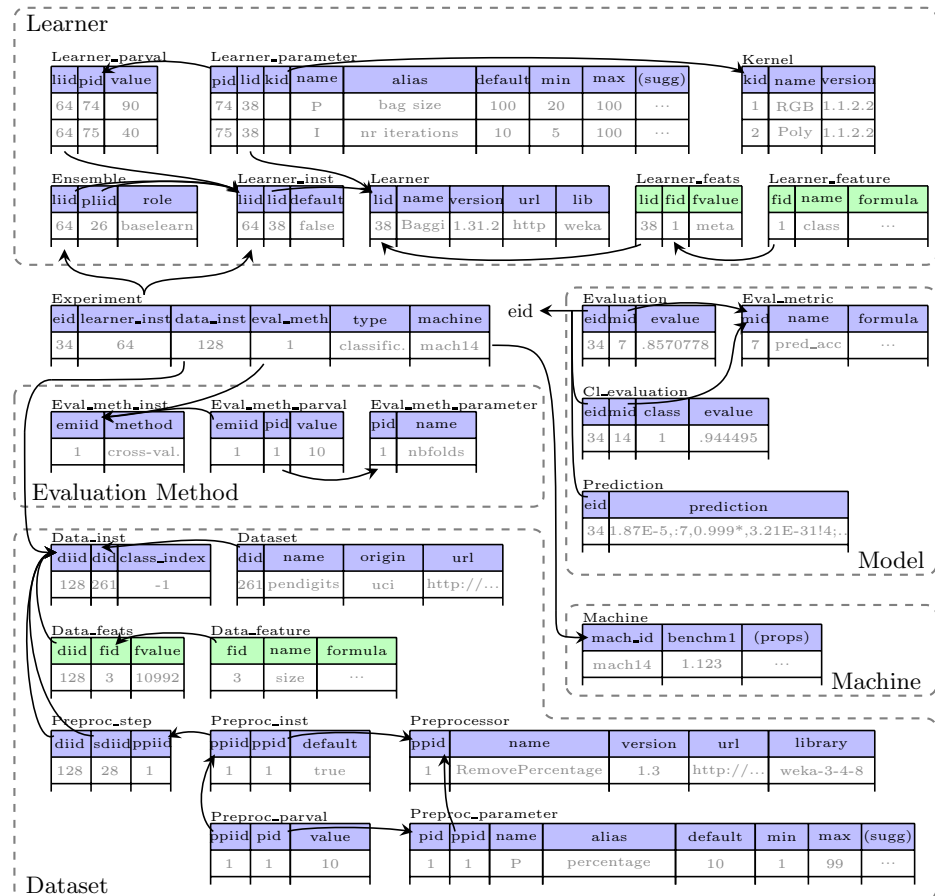 Learner
Learner_parval Learner_parameter Kernel
liid pid value pid lid kid name alias default min max (sugg) kid name version
64 74 90 74 38 P bag size 100 20 100 ... 1 RGB 1.1.2.2
64 75 40 75 38 I nr iterations 10 5 100 ... 2 Poly 1.1.2.2
Ensemble Learner_inst Learner Learner_feats Learner_feature
liid pliid role liid lid default lid name version url lib lid fid fvalue fid name formula
64 26 baselearn 64 38 false 38 Baggi 1.31.2 http weka 38 1 meta 1 class ...
Experiment
eid learner_inst data_inst eval_meth type machine
34 64 128 1 classific. mach14
eid
Evaluation Eval_metric
eid mid evalue mid name formula
34 7 .8570778 7 pred_acc ...
Cl_evaluation
eid mid class evalue
34 14 1 .944495
Prediction
eid prediction
34 1.87E-5,:7,0.999*,3.21E-31!4;..
Model
Eval_meth_inst Eval_meth_parval Eval_meth_parameter
emiid method emiid pid value pid name
1 cross-val. 1 1 10 1 nbfolds
Evaluation Method
Data_inst Dataset
diid did class_index did name origin url
128 261 -1 261 pendigits uci http://...
Data_feats Data_feature
diid fid fvalue fid name formula
128 3 10992 3 size ...
Machine
mach_id benchm1 (props)
mach14 1.123 ...
Machine
Preproc_step Preproc_inst Preprocessor
diid sdiid ppiid ppiid ppid default ppid name version url library
128 28 1 1 1 true 1 RemovePercentage 1.3 http://... weka-3-4-8
Preproc_parval Preproc_parameter
ppiid pid value pid ppid name alias default min max (sugg)
1 1 10 1 1 P percentage 10 1 99 ...
Dataset